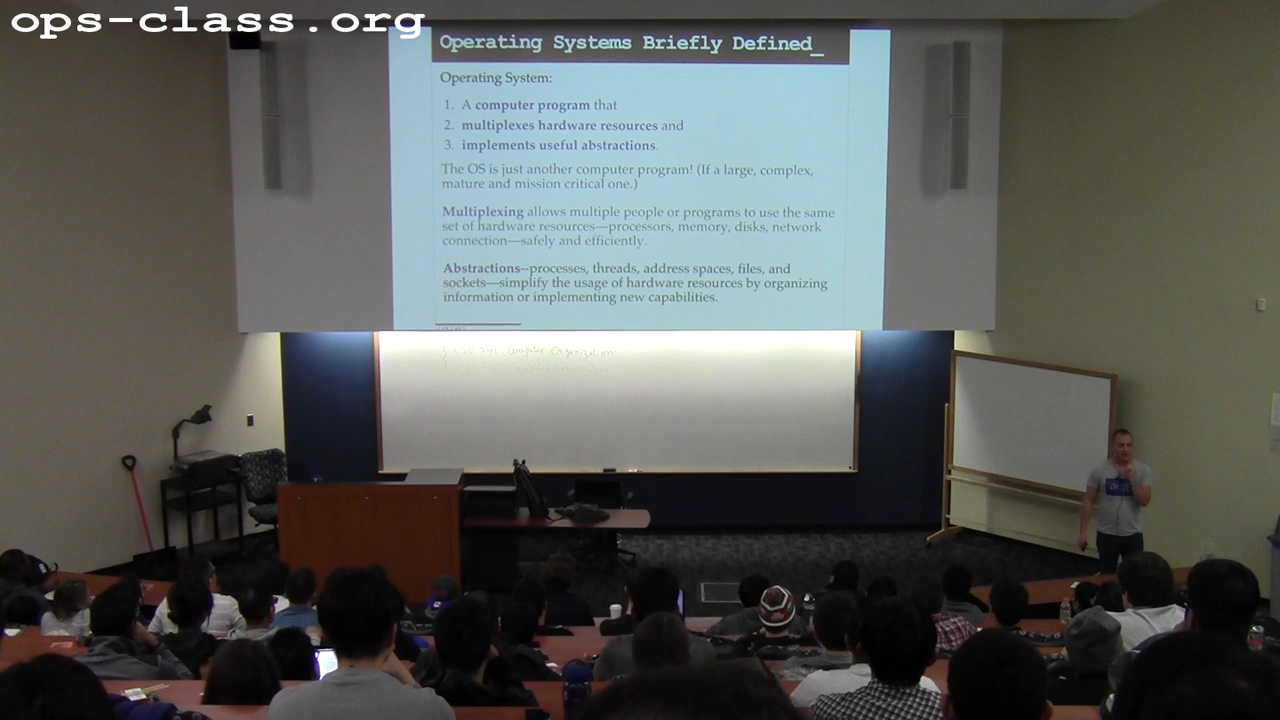 ops-class.org
Operating Systems Briefly Defined_
Operating System:
1. A computer program that
2. multiplexes hardware resources and
3. implements useful abstractions.
The OS is just another computer program! (If a large, complex,
mature and mission critical one.)
Multiplexing allows multiple people or programs to use the same
set of hardware resources—processors, memory, disks, network
connection—safely and efficiently.
Abstractions--processes, threads, address spaces, files, and
sockets—simplify the usage of hardware resources by organizing
information or implementing new capabilities.
Computer Organization
Computer Organization